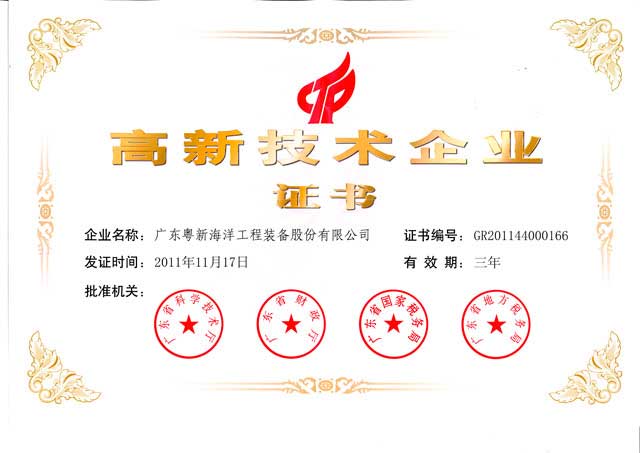 高新技术企业
证书
企业名称：广东粤新海洋工程装备股份有限公司
证书编号：GR201144000166
发证时间：2011年11月17日
有效期：三年
批准机关：
广东省科学技术厅
广东省财政厅
广东省国家税务局
广东省地方税务局